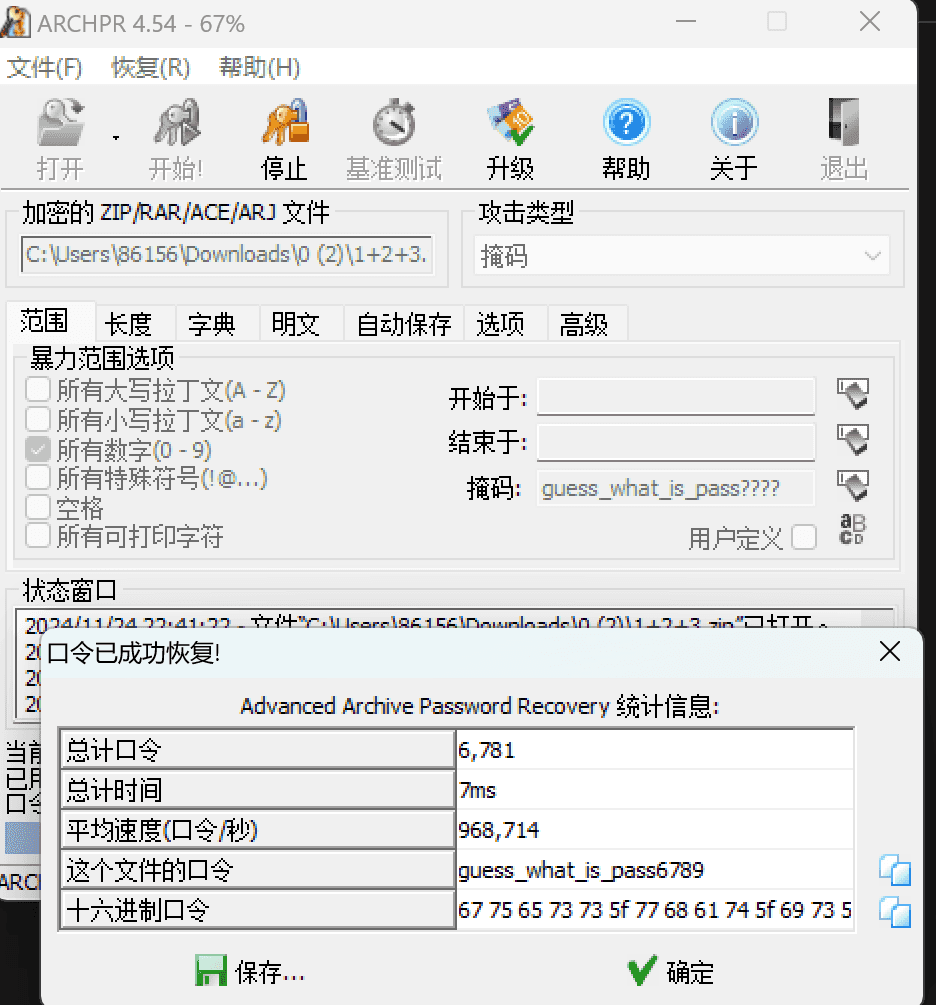 ARCHPR 4.54 - 67%
文件(F) 恢复(R) 帮助(H)
打开 开始! 停止 基准测试 升级 帮助 关于 退出
加密的 ZIP/RAR/ACE/ARJ 文件 攻击类型
C:\Users\86156\Downloads\0 (2)\1+2+3. 掩码
范围 长度 字典 明文 自动保存 选项 高级
暴力范围选项
所有大写拉丁文(A - Z) 开始于:
所有小写拉丁文(a - z)
所有数字(0 - 9) 结束于:
所有特殊符号(!@...) 掩码: guess_what_is_pass????
空格
所有可打印字符 用户定义
aBCD
状态窗口
2024/11/24 22:41:22 - 文件“C:\Users\86156\Downloads\0 (2)\1+2+3.zip”已打开。
20
20
20
当前
已用
口令
ARCI
口令已成功恢复!
Advanced Archive Password Recovery 统计信息:
总计口令 6,781
总计时间 7ms
平均速度(口令/秒) 968,714
这个文件的口令 guess_what_is_pass6789
十六进制口令 67 75 65 73 73 5f 77 68 61 74 5f 69 73 5
保存... 确定